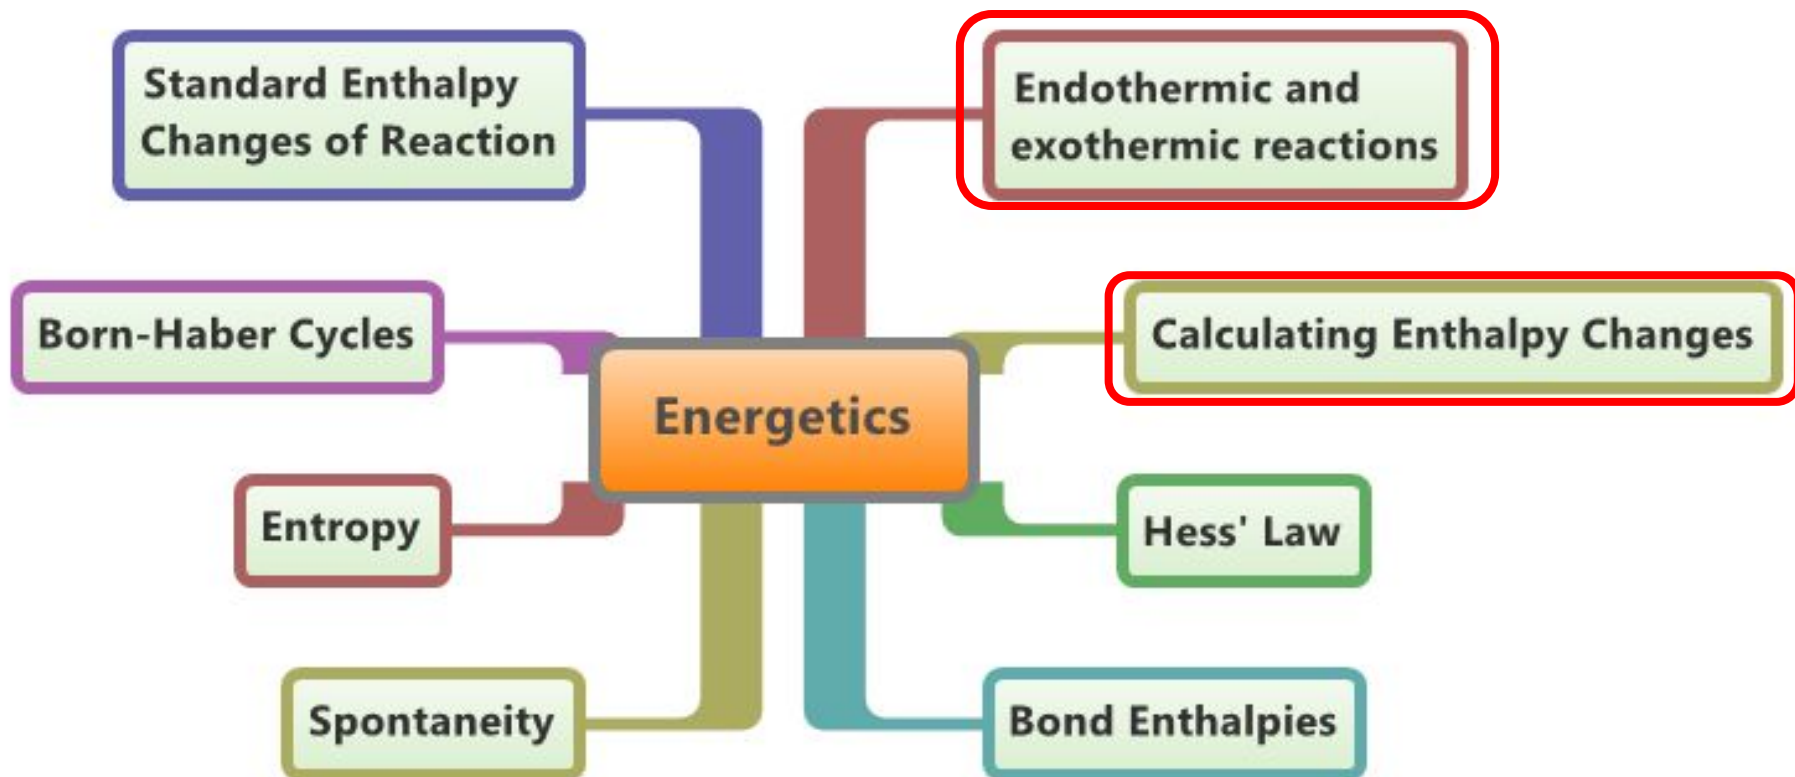 Standard Enthalpy
Changes of Reaction
Endothermic and
exothermic reactions
Born-Haber Cycles
Calculating Enthalpy Changes
Energetics
Entropy
Hess' Law
Spontaneity
Bond Enthalpies